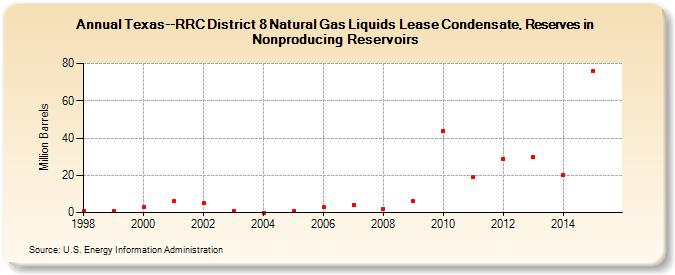 Annual Texas--RRC District 8 Natural Gas Liquids Lease Condensate, Reserves in
Nonproducing Reservoirs
Million Barrels
80
60
40
20
0
1998 2000 2002 2004 2006 2008 2010 2012 2014
Source: U.S. Energy Information Administration